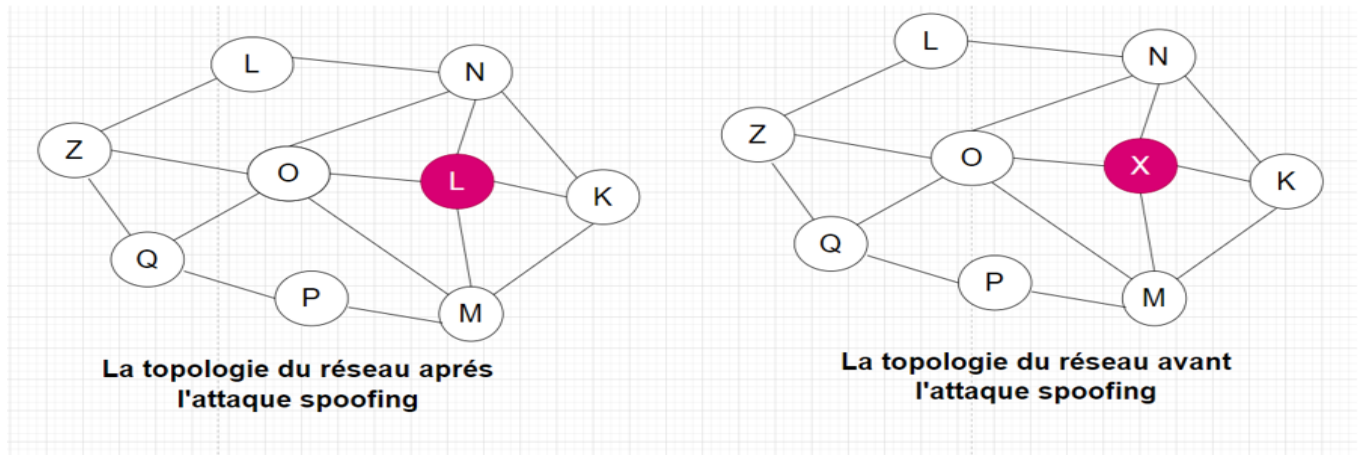 L
N
Z
O
L
K
Q
P
M
La topologie du réseau aprés
l'attaque spoofing
L
N
Z
O
X
K
Q
P
M
La topologie du réseau avant
l'attaque spoofing